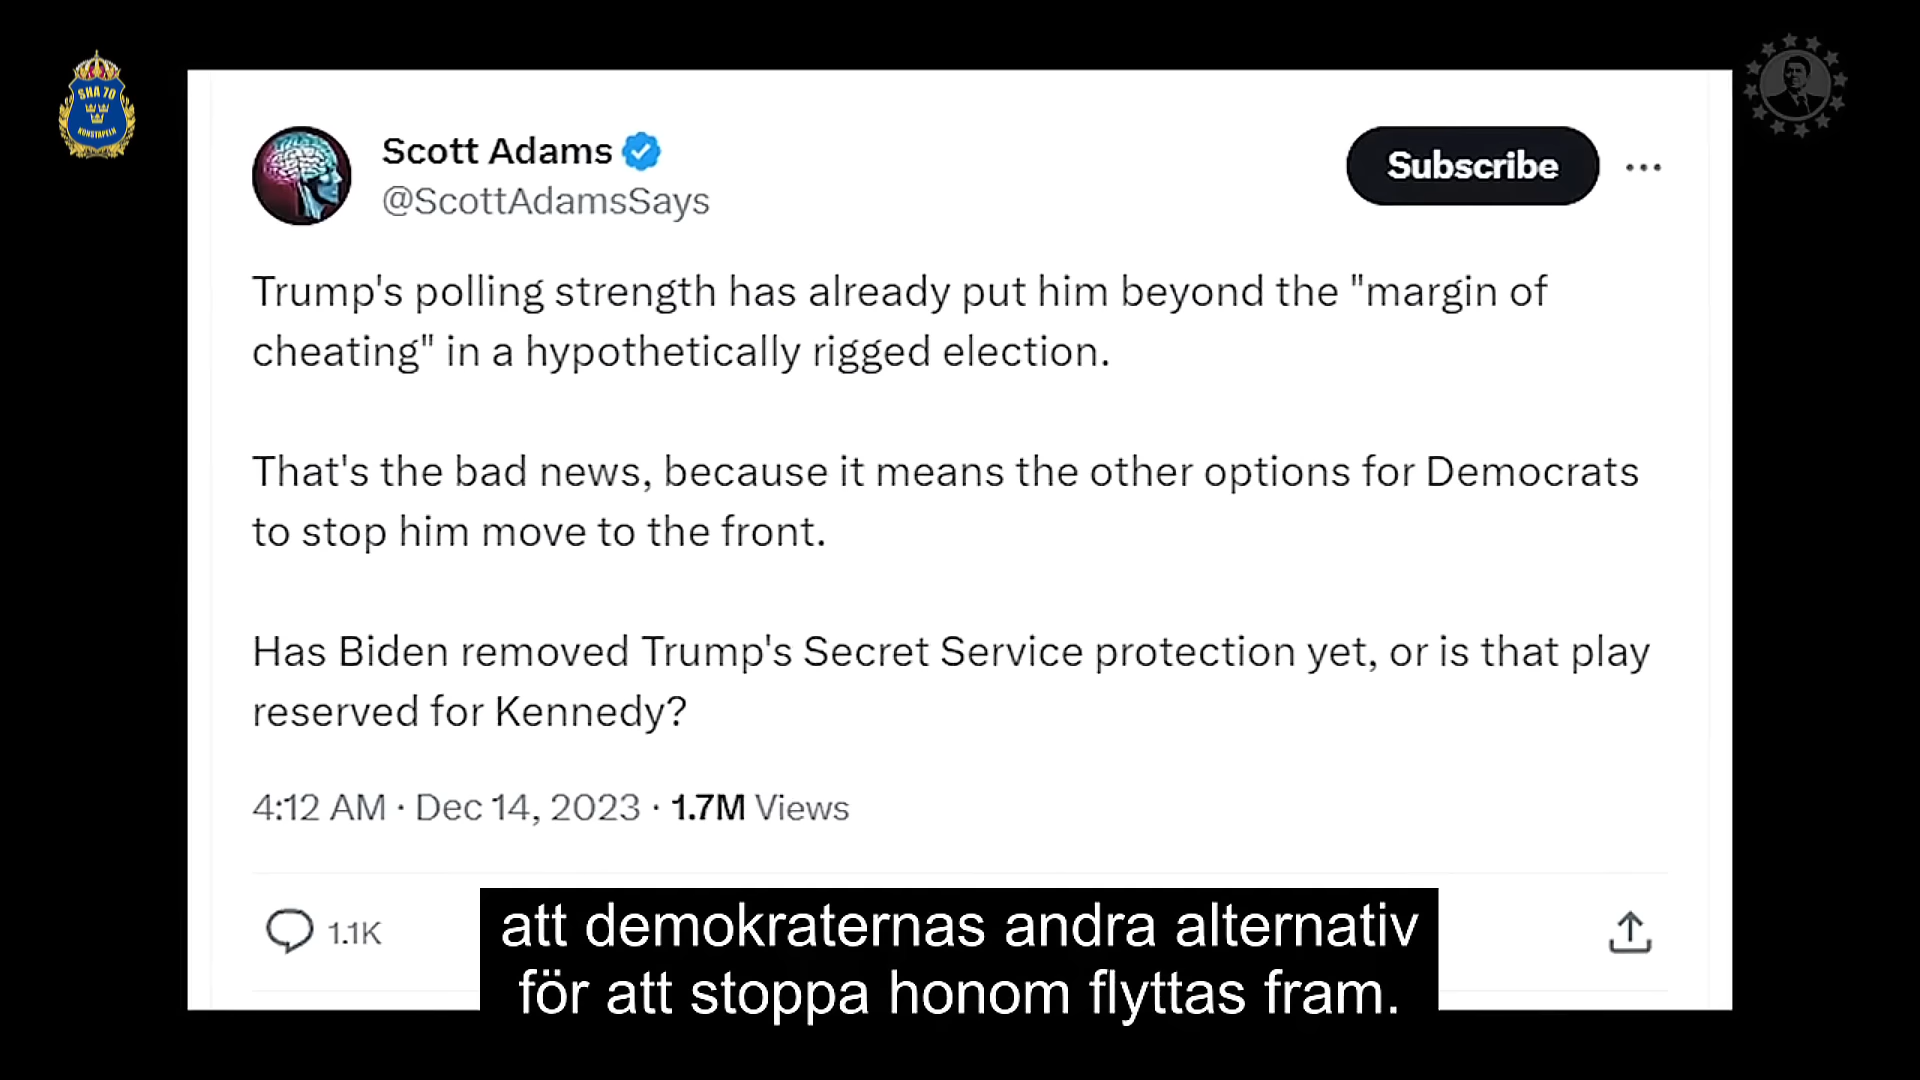 SHA 70
KONSTAPELN
Scott Adams
@ScottAdamsSays
Subscribe
Trump's polling strength has already put him beyond the "margin of
cheating" in a hypothetically rigged election.
That's the bad news, because it means the other options for Democrats
to stop him move to the front.
Has Biden removed Trump's Secret Service protection yet, or is that play
reserved for Kennedy?
4:12 AM · Dec 14, 2023 · 1.7M Views
1.1K
att demokraternas andra alternativ
för att stoppa honom flyttas fram.